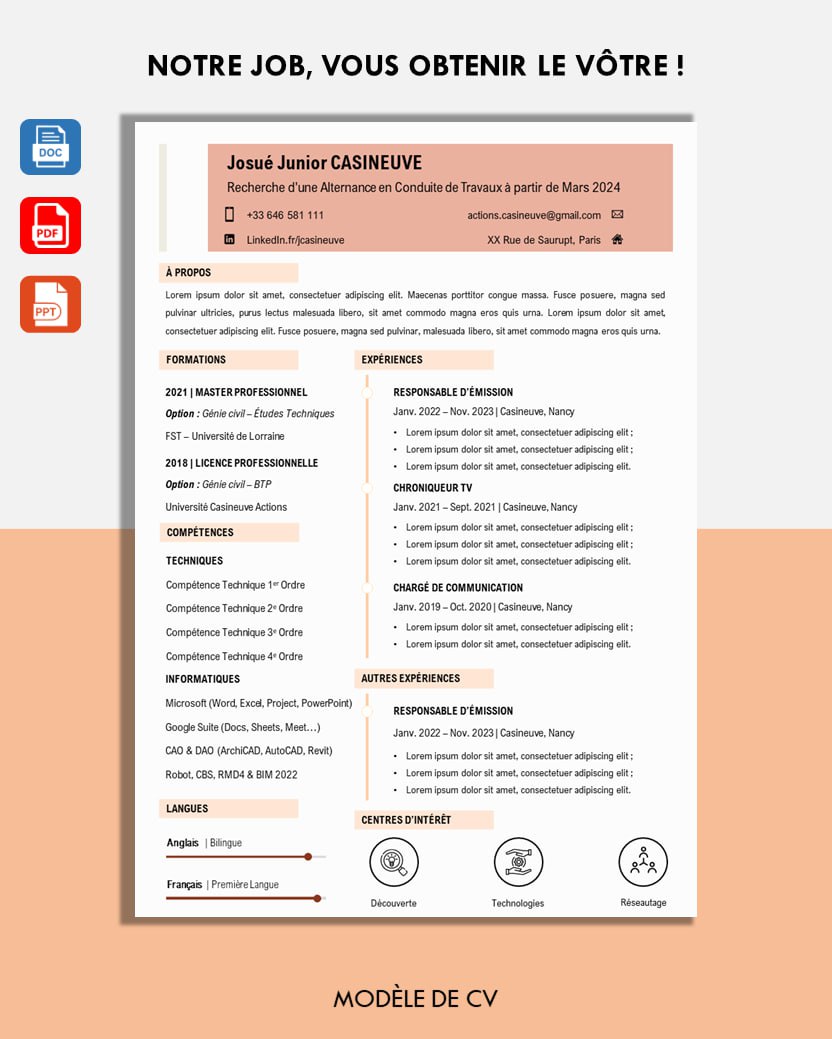 NOTRE JOB, VOUS OBTENIR LE VÔTRE !
DOC
PDF
PPT
Josué Junior CASINEUVE
Recherche d'une Alternance en Conduite de Travaux à partir de Mars 2024
+33 646 581 111
actions.casineuve@gmail.com
in LinkedIn.fr/jcasineuve
XX Rue de Saurupt, Paris
À PROPOS
Lorem ipsum dolor sit amet, consectetuer adipiscing elit. Maecenas porttitor congue massa. Fusce posuere, magna sed
pulvinar ultricies, purus lectus malesuada libero, sit amet commodo magna eros quis urna. Lorem ipsum dolor sit amet,
consectetuer adipiscing elit. Fusce posuere, magna sed pulvinar, malesuada libero, sit amet commodo magna eros quis urna.
FORMATIONS
2021 | MASTER PROFESSIONNEL
Option : Génie civil – Études Techniques
FST – Université de Lorraine
2018 | LICENCE PROFESSIONNELLE
Option : Génie civil – BTP
Université Casineuve Actions
COMPÉTENCES
TECHNIQUES
Compétence Technique 1er Ordre
Compétence Technique 2e Ordre
Compétence Technique 3e Ordre
Compétence Technique 4e Ordre
INFORMATIQUES
Microsoft (Word, Excel, Project, PowerPoint)
Google Suite (Docs, Sheets, Meet…)
CAO & DAO (ArchiCAD, AutoCAD, Revit)
Robot, CBS, RMD4 & BIM 2022
LANGUES
Anglais | Bilingue
Français | Première Langue
EXPÉRIENCES
RESPONSABLE D'ÉMISSION
Janv. 2022 – Nov. 2023 | Casineuve, Nancy
• Lorem ipsum dolor sit amet, consectetuer adipiscing elit ;
• Lorem ipsum dolor sit amet, consectetuer adipiscing elit ;
• Lorem ipsum dolor sit amet, consectetuer adipiscing elit.
CHRONIQUEUR TV
Janv. 2021 – Sept. 2021 | Casineuve, Nancy
• Lorem ipsum dolor sit amet, consectetuer adipiscing elit ;
• Lorem ipsum dolor sit amet, consectetuer adipiscing elit ;
• Lorem ipsum dolor sit amet, consectetuer adipiscing elit.
CHARGÉ DE COMMUNICATION
Janv. 2019 – Oct. 2020 | Casineuve, Nancy
• Lorem ipsum dolor sit amet, consectetuer adipiscing elit ;
• Lorem ipsum dolor sit amet, consectetuer adipiscing elit.
AUTRES EXPÉRIENCES
RESPONSABLE D'ÉMISSION
Janv. 2022 – Nov. 2023 | Casineuve, Nancy
• Lorem ipsum dolor sit amet, consectetuer adipiscing elit ;
• Lorem ipsum dolor sit amet, consectetuer adipiscing elit ;
• Lorem ipsum dolor sit amet, consectetuer adipiscing elit.
CENTRES D'INTÉRÊT
Découverte
Technologies
Réseautage
MODÈLE DE CV